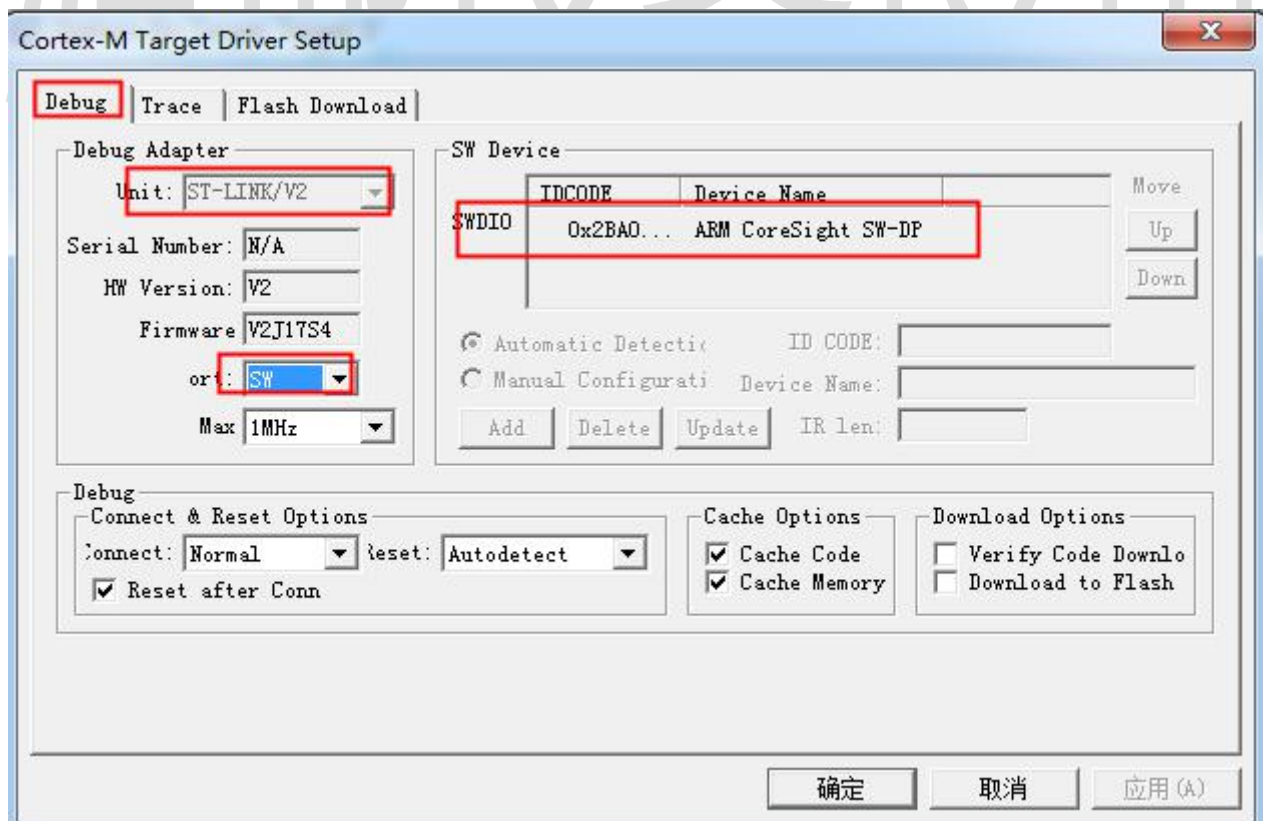 Cortex-M Target Driver Setup
Debug Trace Flash Download
Debug Adapter
Unit: ST-LINK/V2
Serial Number: N/A
HW Version: V2
Firmware V2J17S4
ort: SW
Max 1MHz
SW Device
IDCODE Device Name
SWDIO 0x2BA0... ARM CoreSight SW-DP
Move
Up
Down
Automatic Detectic ID CODE:
Manual Configurati Device Name:
Add Delete Update IR len:
Debug
Connect & Reset Options
onnect: Normal eset: Autodetect
Reset after Conn
Cache Options
Cache Code
Cache Memory
Download Options
Verify Code Downlo
Download to Flash
确定 取消 应用(A)